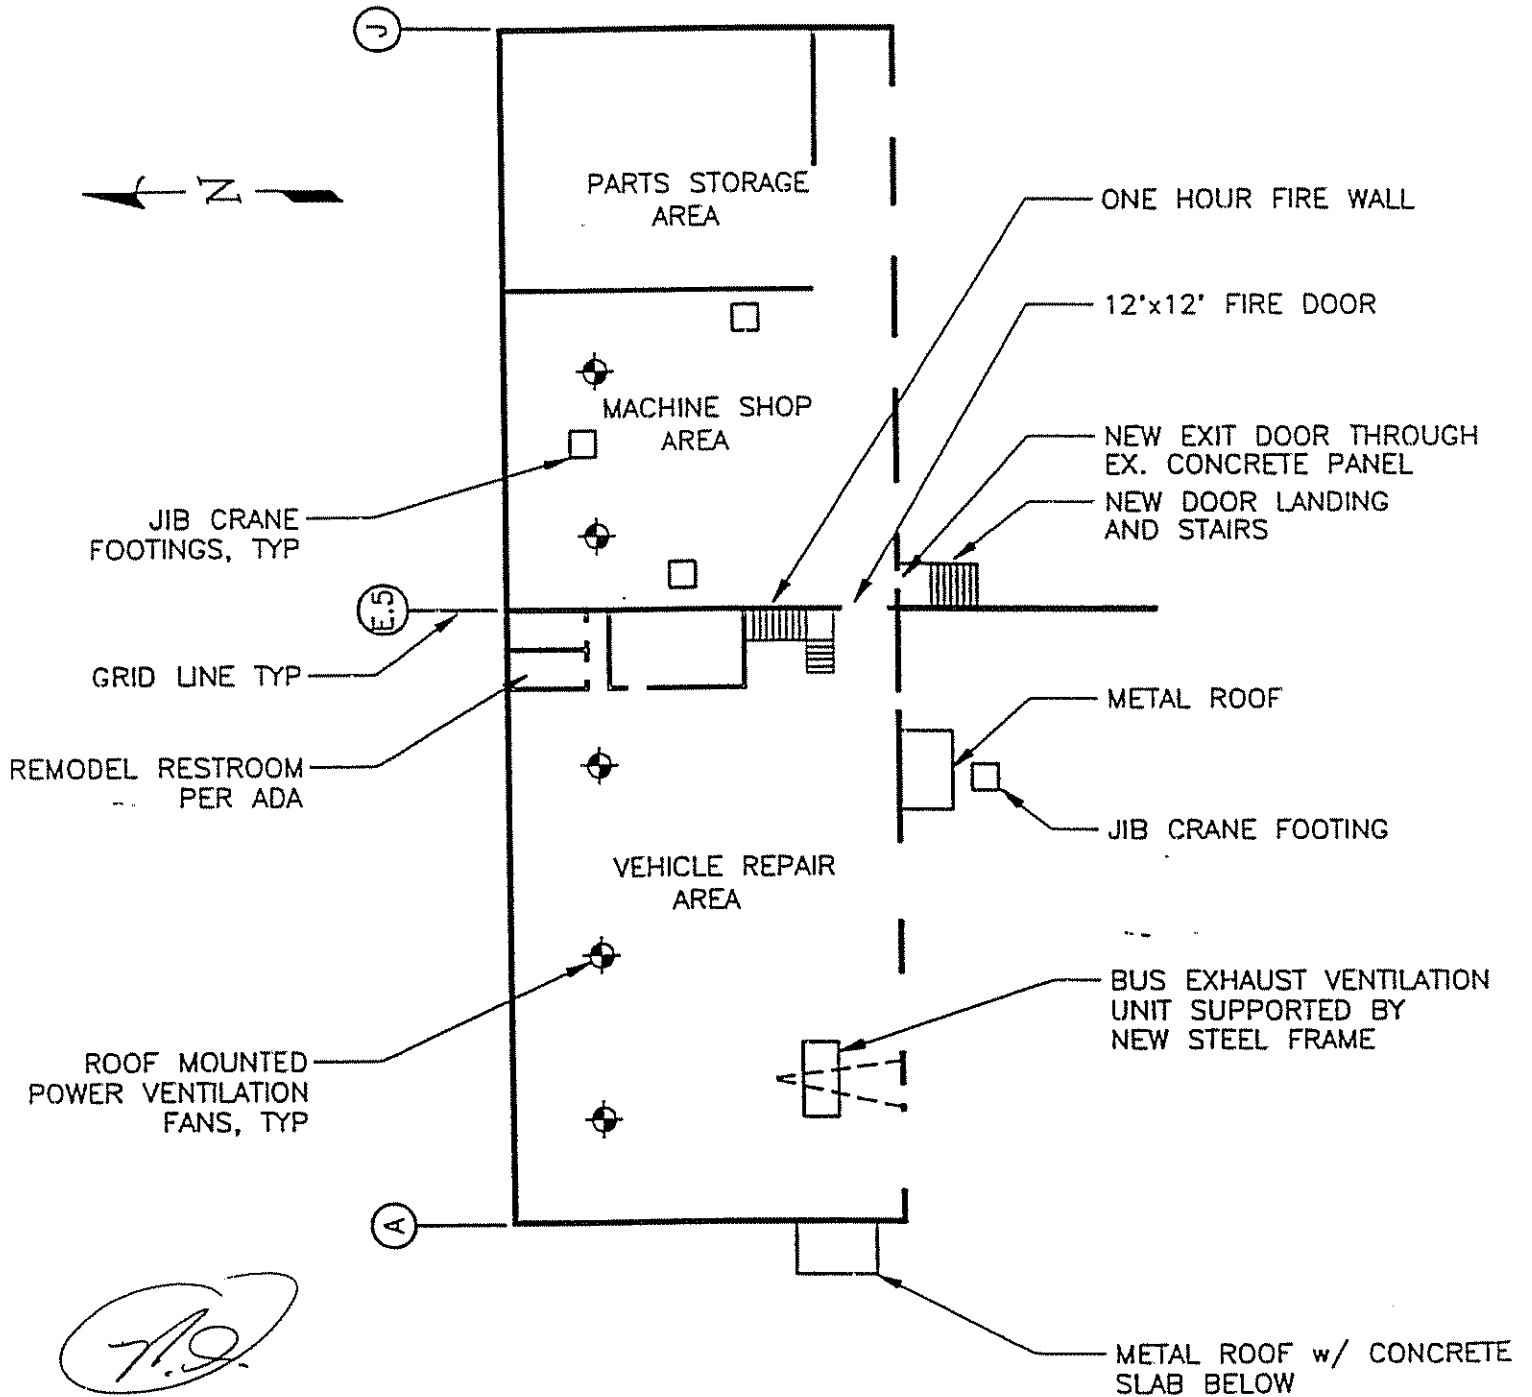 J
N
PARTS STORAGE
AREA
ONE HOUR FIRE WALL
12'x12' FIRE DOOR
MACHINE SHOP
AREA
NEW EXIT DOOR THROUGH
EX. CONCRETE PANEL
NEW DOOR LANDING
AND STAIRS
JIB CRANE
FOOTINGS, TYP
E.5
GRID LINE TYP
METAL ROOF
REMODEL RESTROOM
PER ADA
JIB CRANE FOOTING
VEHICLE REPAIR
AREA
BUS EXHAUST VENTILATION
UNIT SUPPORTED BY
NEW STEEL FRAME
ROOF MOUNTED
POWER VENTILATION
FANS, TYP
A
METAL ROOF w/ CONCRETE
SLAB BELOW